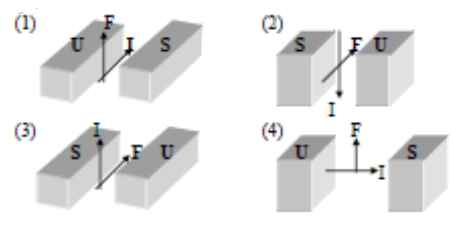 (1) U F I S
(2) S F U
I
(3) S I F U
(4) U F I S